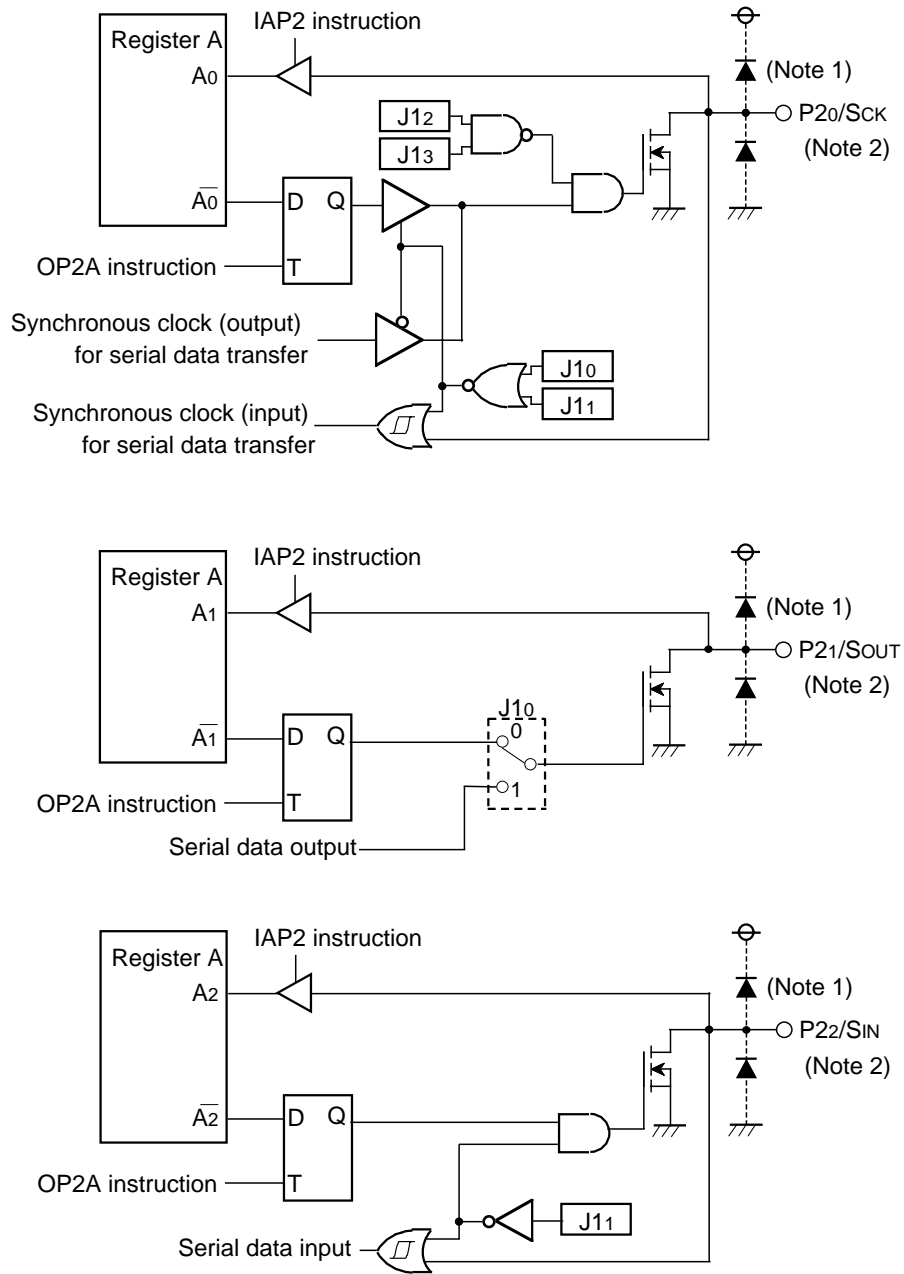 IAP2 instruction
Register A
A0
(Note 1)
P20/SCK
(Note 2)
J12
J13
A0
D Q
T
OP2A instruction
Synchronous clock (output)
for serial data transfer
J10
J11
Synchronous clock (input)
for serial data transfer
IAP2 instruction
Register A
A1
(Note 1)
P21/SOUT
(Note 2)
J10
0
A1
D Q
1
OP2A instruction
T
Serial data output
IAP2 instruction
Register A
A2
(Note 1)
P22/SIN
(Note 2)
A2
D Q
OP2A instruction
T
J11
Serial data input